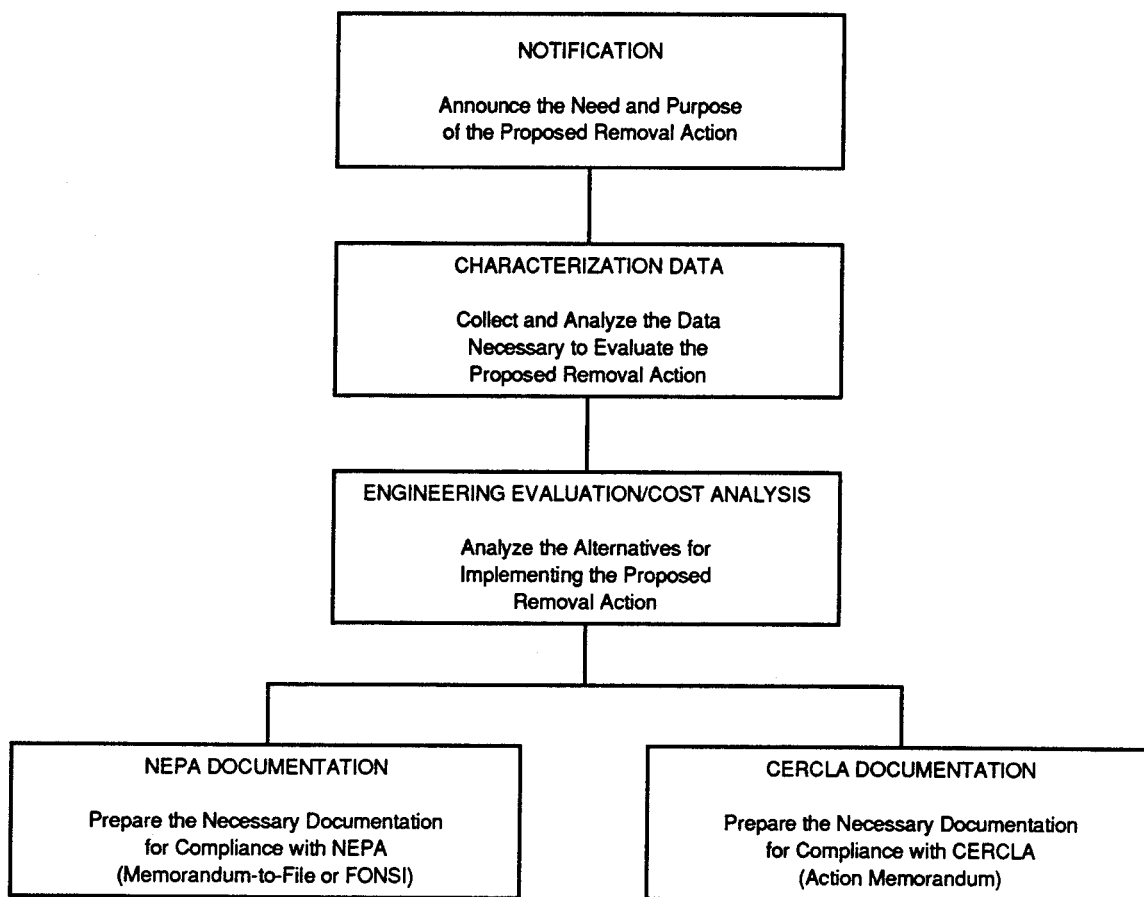 NOTIFICATION
Announce the Need and Purpose
of the Proposed Removal Action
CHARACTERIZATION DATA
Collect and Analyze the Data
Necessary to Evaluate the
Proposed Removal Action
ENGINEERING EVALUATION/COST ANALYSIS
Analyze the Alternatives for
Implementing the Proposed
Removal Action
NEPA DOCUMENTATION
Prepare the Necessary Documentation
for Compliance with NEPA
(Memorandum-to-File or FONSI)
CERCLA DOCUMENTATION
Prepare the Necessary Documentation
for Compliance with CERCLA
(Action Memorandum)